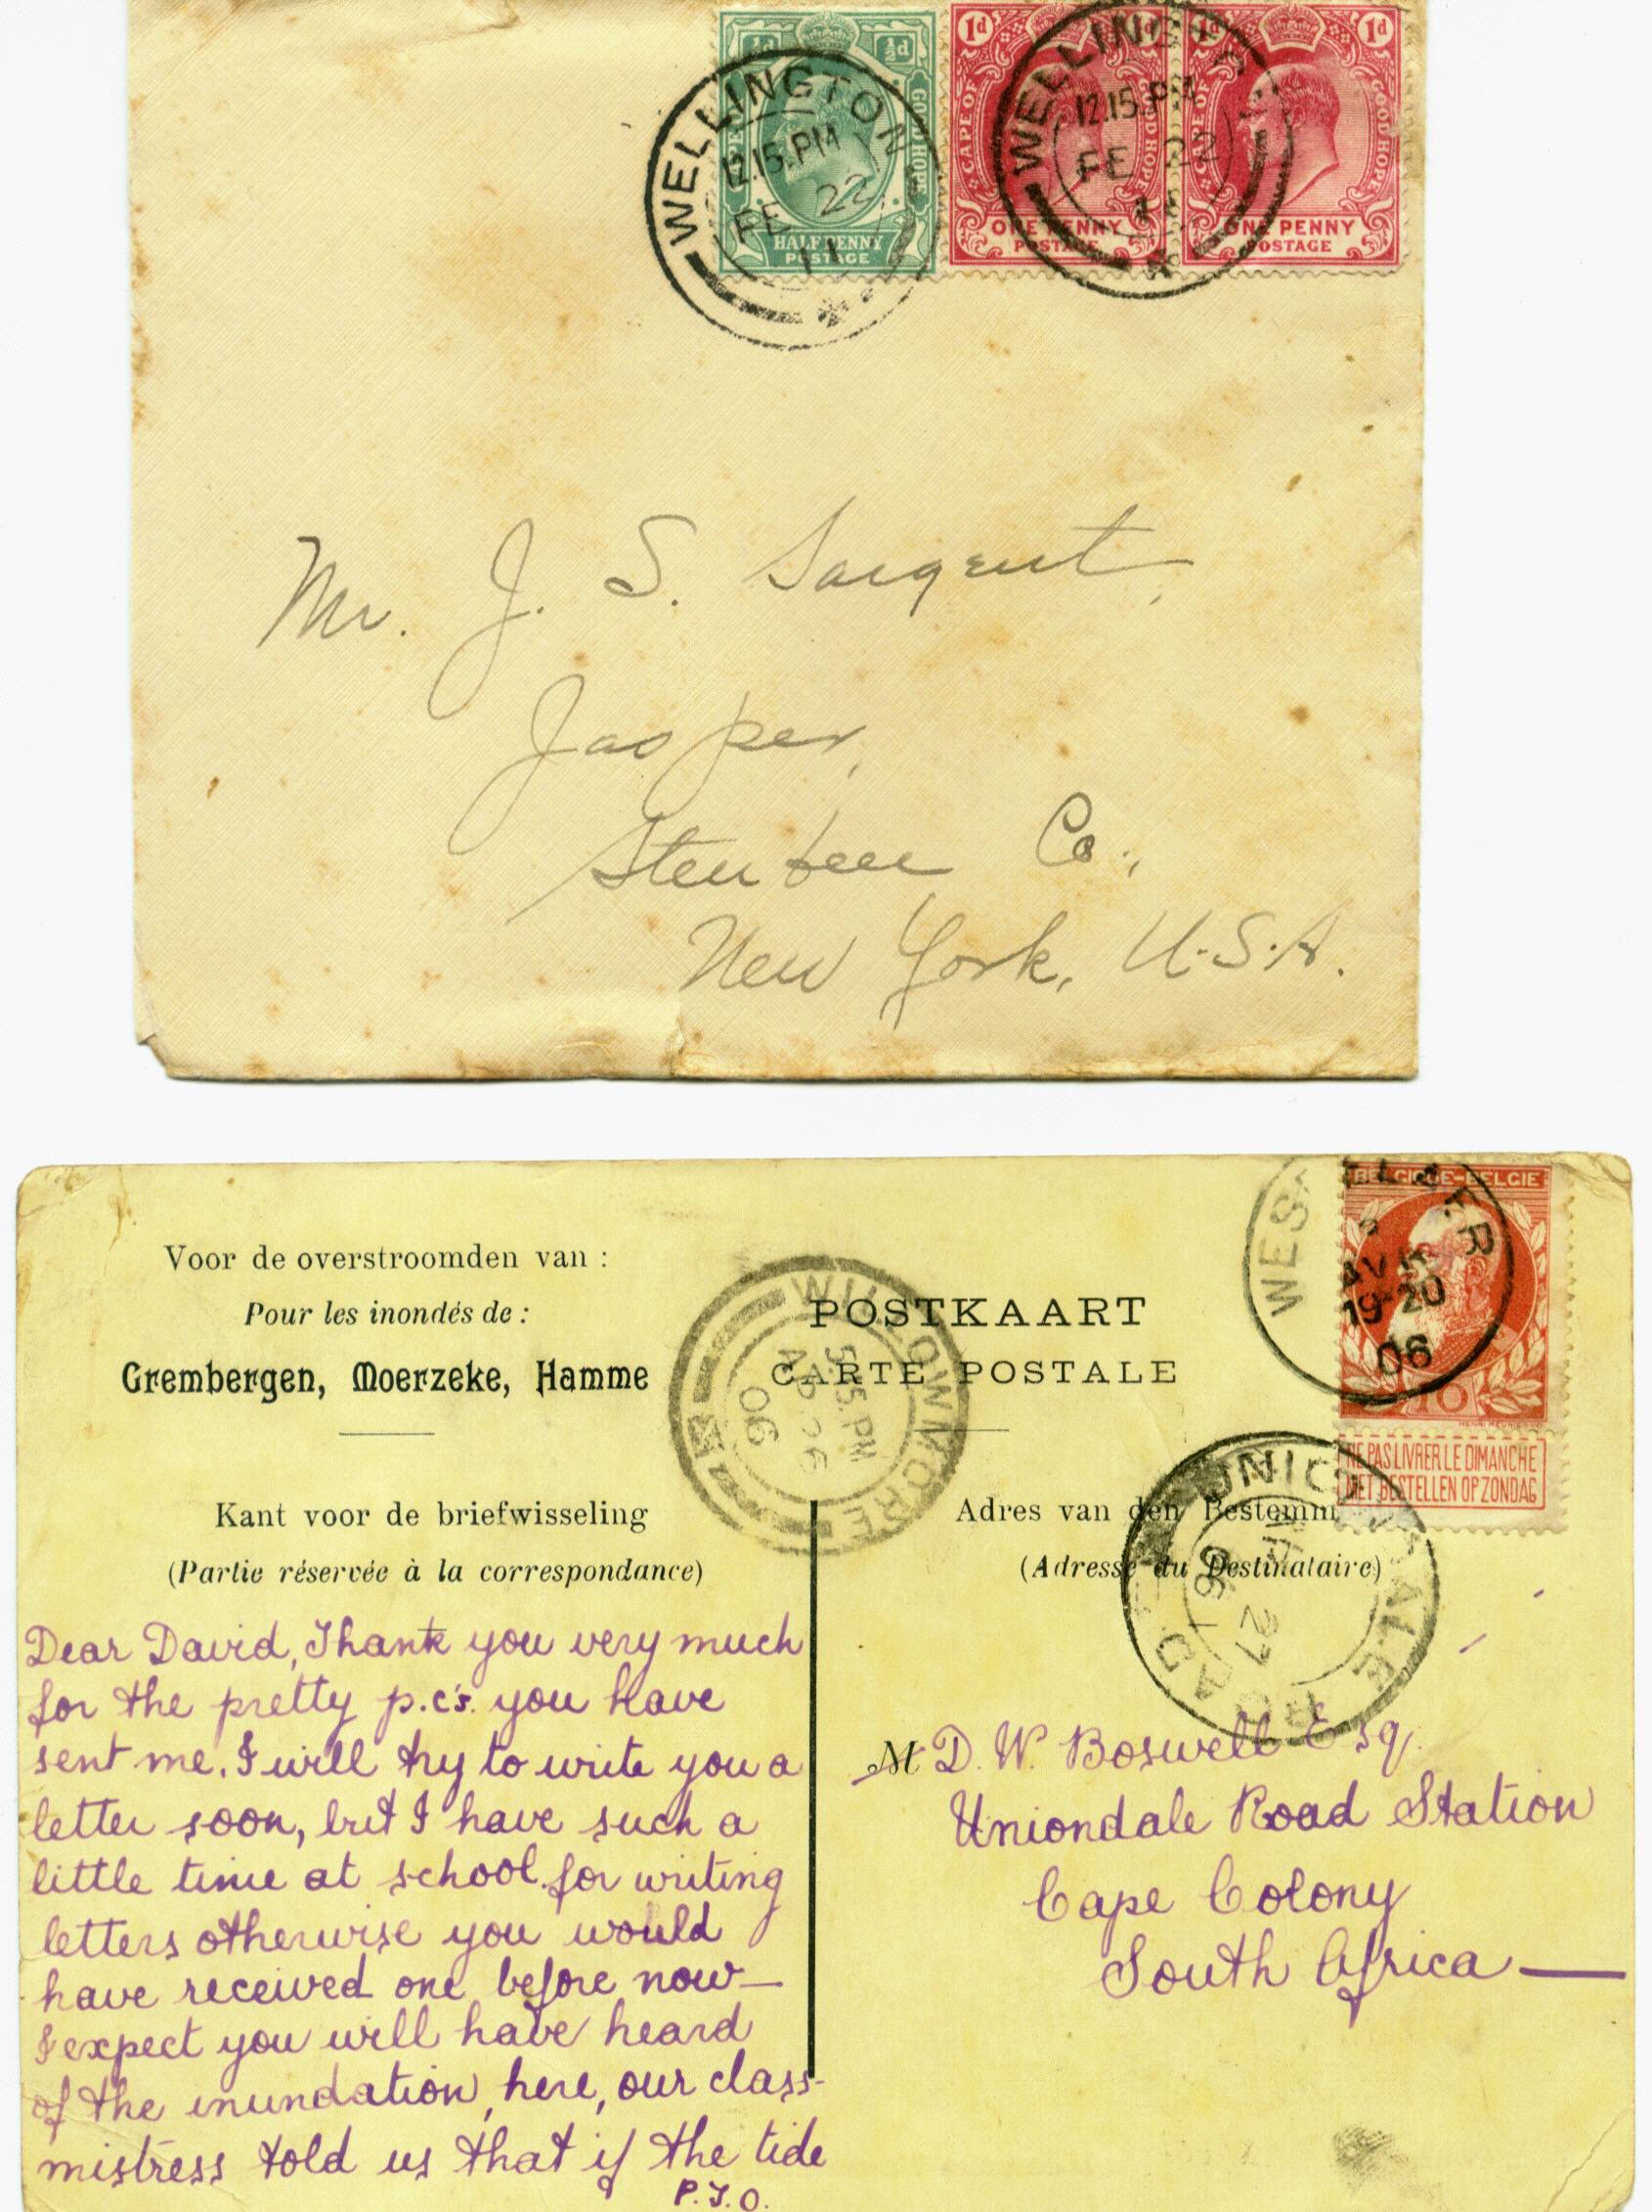 ½d ½d
GOOD HOPE
HALFPENNY
POSTAGE
WELLINGTON
12.15.PM
FE 22
11
1d 1d
CAPE OF GOOD HOPE
ONE PENNY
POSTAGE
1d 1d
CAPE OF GOOD HOPE
ONE PENNY
POSTAGE
WELLINGTO
12.15.PM
FE 22
11
Mr. J. S. Sargent,
Jasper,
Steuben Co.,
New York, U.S.A.
Voor de overstroomden van :
Pour les inondés de :
Grembergen, Moerzeke, Hamme
POSTKAART
CARTE POSTALE
WILLOWMORE
PM
AP 26
06
BELGIQUE-BELGIE
10
NE PAS LIVRER LE DIMANCHE
NIET BESTELLEN OP ZONDAG
19-20
06
Kant voor de briefwisseling
(Partie réservée à la correspondance)
Adres van den Bestemm
(Adresse du Destinataire)
UNIONDALE ROAD
27
06
Dear David, Thank you very much
for the pretty p.c's. you have
sent me. I will try to write you a
letter soon, but I have such a
little time at school for writing
letters otherwise you would
have received one before now—
I expect you will have heard
of the inundation, here, our class-
mistress told us that if the tide
P.T.O.
M D. W. Boswell Esq.
Uniondale Road Station
Cape Colony
South Africa —